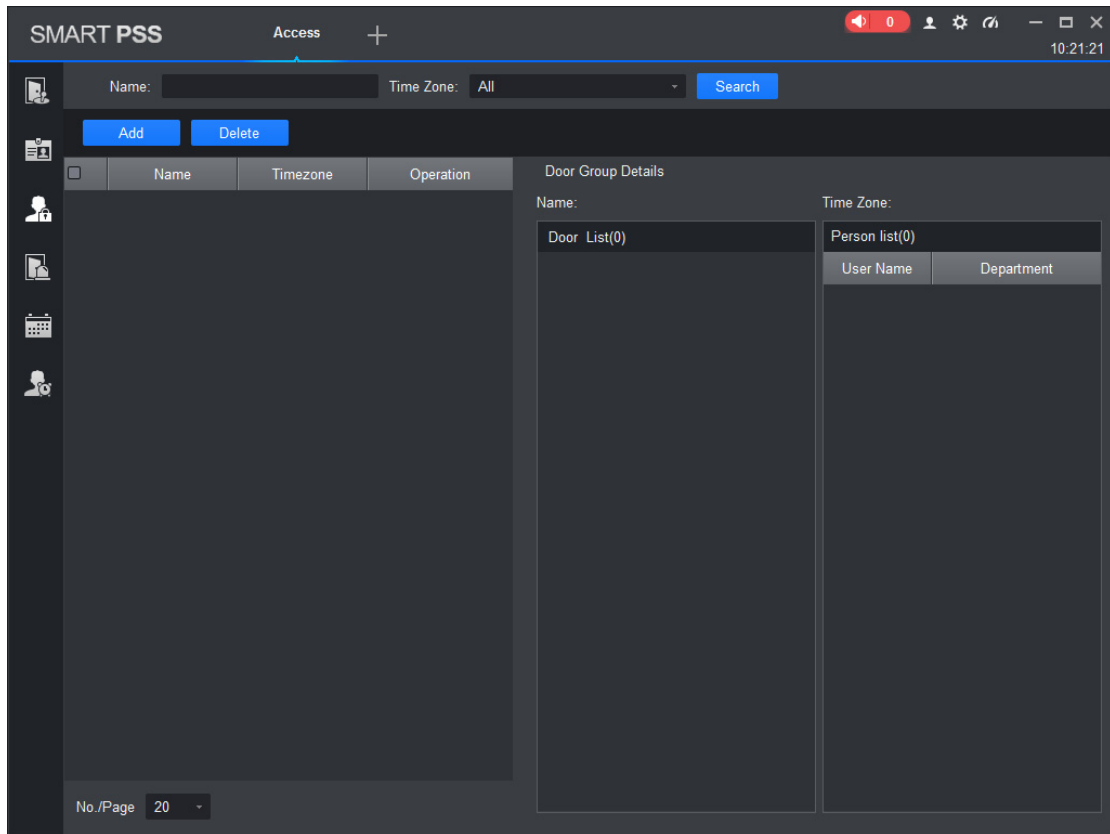 SMART PSS
Access
0
10:21:21
Name:
Time Zone: All
Search
Add
Delete
Name
Timezone
Operation
Door Group Details
Name:
Time Zone:
Door List(0)
Person list(0)
User Name
Department
No./Page 20